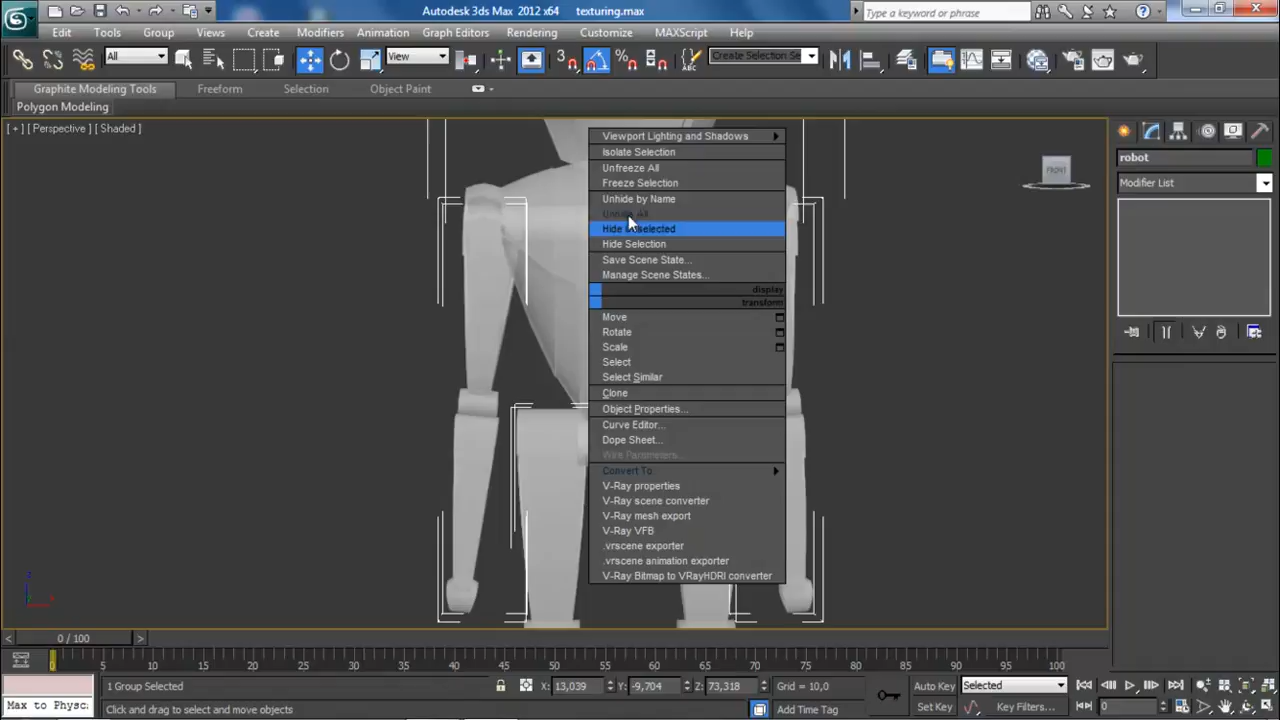 Autodesk 3ds Max 2012 x64 texturing.max
Type a keyword or phrase
Edit Tools Group Views Create Modifiers Animation Graph Editors Rendering Customize MAXScript Help
All View Create Selection Se
Graphite Modeling Tools Freeform Selection Object Paint
Polygon Modeling
[ + ] [ Perspective ] [ Shaded ]
Viewport Lighting and Shadows
Isolate Selection
Unfreeze All
Freeze Selection
Unhide by Name
Hide Selection
Save Scene State...
Manage Scene States...
display
transform
Move
Rotate
Scale
Select
Select Similar
Clone
Object Properties...
Curve Editor...
Dope Sheet...
Wire Parameters...
Convert To
V-Ray properties
V-Ray scene converter
V-Ray mesh export
V-Ray VFB
.vrscene exporter
.vrscene animation exporter
V-Ray Bitmap to VRayHDRI converter
FRONT
robot
Modifier List
0 / 100
0 5 10 15 20 25 30 35 40 45 50 55 60 65 70 75 80 85 90 95 100
1 Group Selected X: 13,039 Y: -9,704 Z: 73,318 Grid = 10,0 Auto Key Selected
Max to Physc Click and drag to select and move objects Add Time Tag Set Key Key Filters... 0